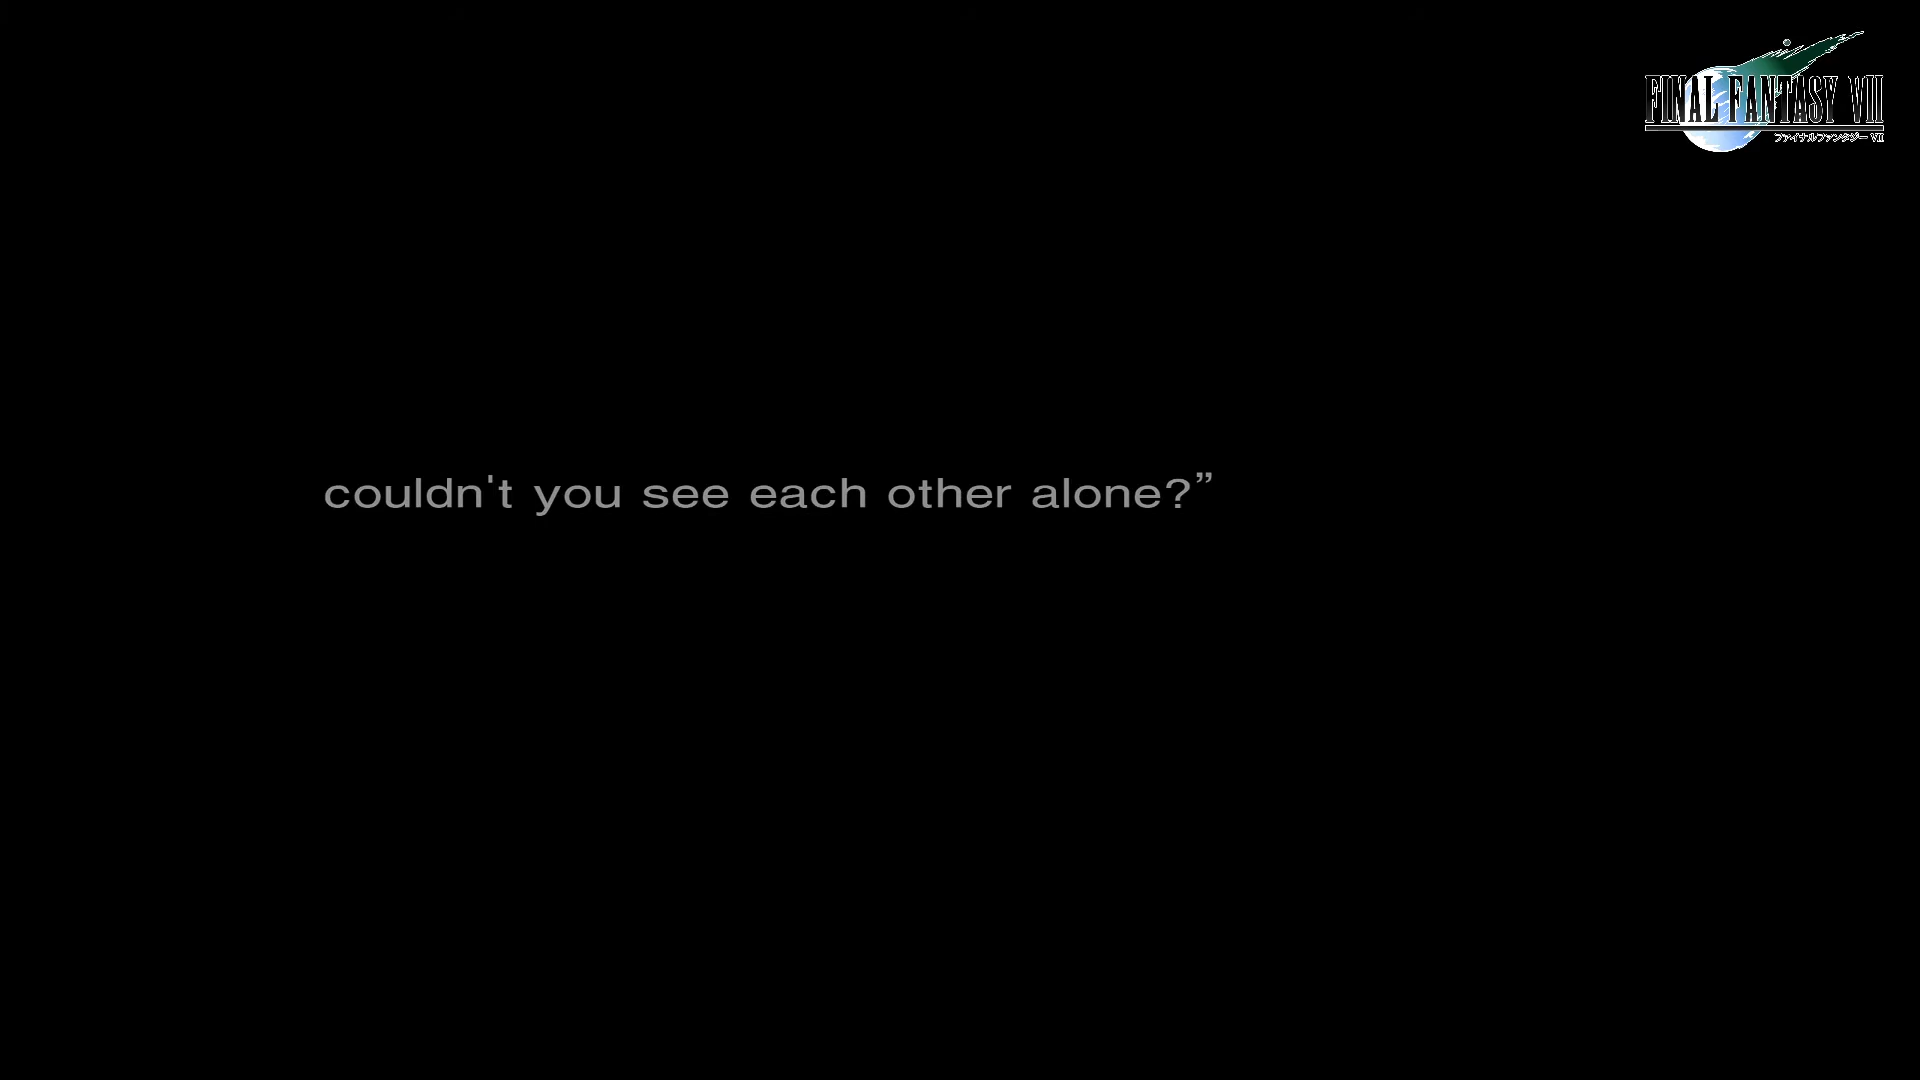 FINAL FANTASY VII
ファイナルファンタジー VII
couldn't you see each other alone?”